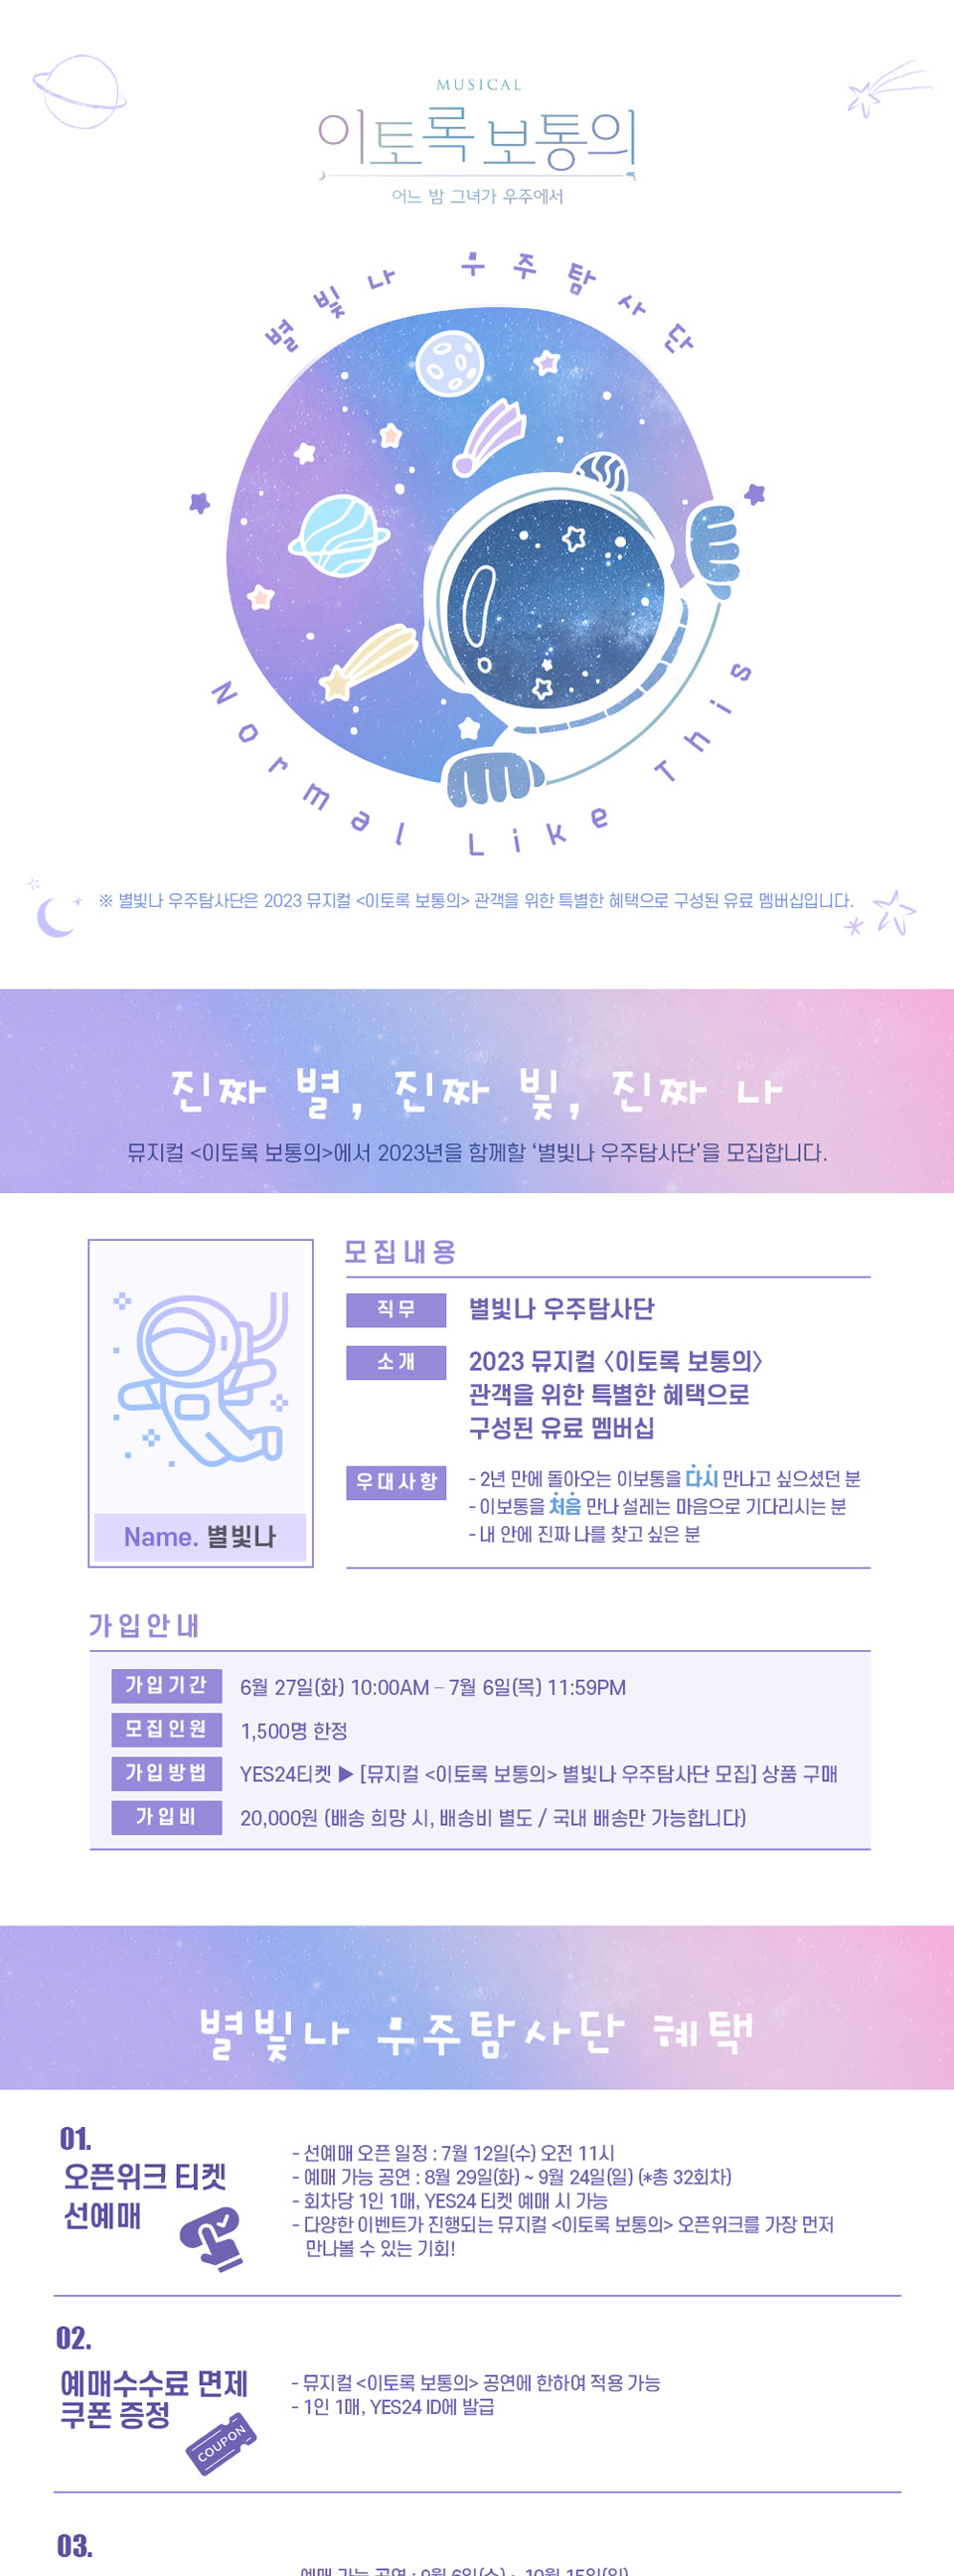 MUSICAL
이토록 보통의
어느 밤 그녀가 우주에서
별빛나 우주탐사단
Normal Like This
※ 별빛나 우주탐사단은 2023 뮤지컬 <이토록 보통의> 관객을 위한 특별한 혜택으로 구성된 유료 멤버십입니다.
진짜 별, 진짜 빛, 진짜 나
뮤지컬 <이토록 보통의>에서 2023년을 함께할 '별빛나 우주탐사단'을 모집합니다.
Name. 별빛나
모집내용
직무 별빛나 우주탐사단
소개 2023 뮤지컬 〈이토록 보통의〉
관객을 위한 특별한 혜택으로
구성된 유료 멤버십
우대사항 - 2년 만에 돌아오는 이보통을 다시 만나고 싶으셨던 분
- 이보통을 처음 만나 설레는 마음으로 기다리시는 분
- 내 안에 진짜 나를 찾고 싶은 분
가입안내
가입기간 6월 27일(화) 10:00AM – 7월 6일(목) 11:59PM
모집인원 1,500명 한정
가입방법 YES24티켓 ▶ [뮤지컬 <이토록 보통의> 별빛나 우주탐사단 모집] 상품 구매
가입비 20,000원 (배송 희망 시, 배송비 별도 / 국내 배송만 가능합니다)
별빛나 우주탐사단 혜택
01.
오픈위크 티켓
선예매
- 선예매 오픈 일정 : 7월 12일(수) 오전 11시
- 예매 가능 공연 : 8월 29일(화) ~ 9월 24일(일) (*총 32회차)
- 회차당 1인 1매, YES24 티켓 예매 시 가능
- 다양한 이벤트가 진행되는 뮤지컬 <이토록 보통의> 오픈위크를 가장 먼저
만나볼 수 있는 기회!
02.
예매수수료 면제
쿠폰 증정
COUPON
- 뮤지컬 <이토록 보통의> 공연에 한하여 적용 가능
- 1인 1매, YES24 ID에 발급
03.